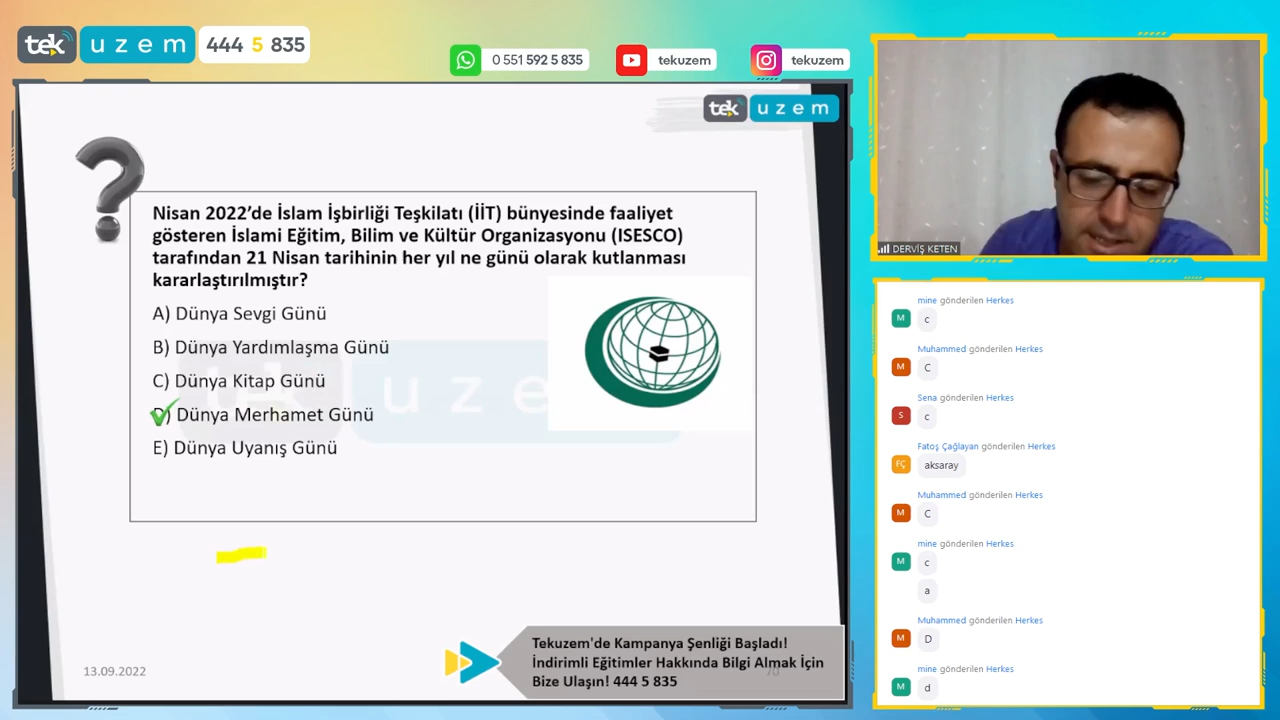 tek uzem 444 5 835
0 551 592 5 835
tekuzem
tekuzem
tek uzem
Nisan 2022’de İslam İşbirliği Teşkilatı (İİT) bünyesinde faaliyet
gösteren İslami Eğitim, Bilim ve Kültür Organizasyonu (ISESCO)
tarafından 21 Nisan tarihinin her yıl ne günü olarak kutlanması
kararlaştırılmıştır?
A) Dünya Sevgi Günü
B) Dünya Yardımlaşma Günü
C) Dünya Kitap Günü
D) Dünya Merhamet Günü
E) Dünya Uyanış Günü
tek uzem
13.09.2022
Tekuzem'de Kampanya Şenliği Başladı!
İndirimli Eğitimler Hakkında Bilgi Almak İçin
Bize Ulaşın! 444 5 835
DERVİŞ KETEN
mine gönderilen Herkes
M c
Muhammed gönderilen Herkes
M C
Sena gönderilen Herkes
S c
Fatoş Çağlayan gönderilen Herkes
FÇ aksaray
Muhammed gönderilen Herkes
M C
mine gönderilen Herkes
M c
a
Muhammed gönderilen Herkes
M D
mine gönderilen Herkes
M d